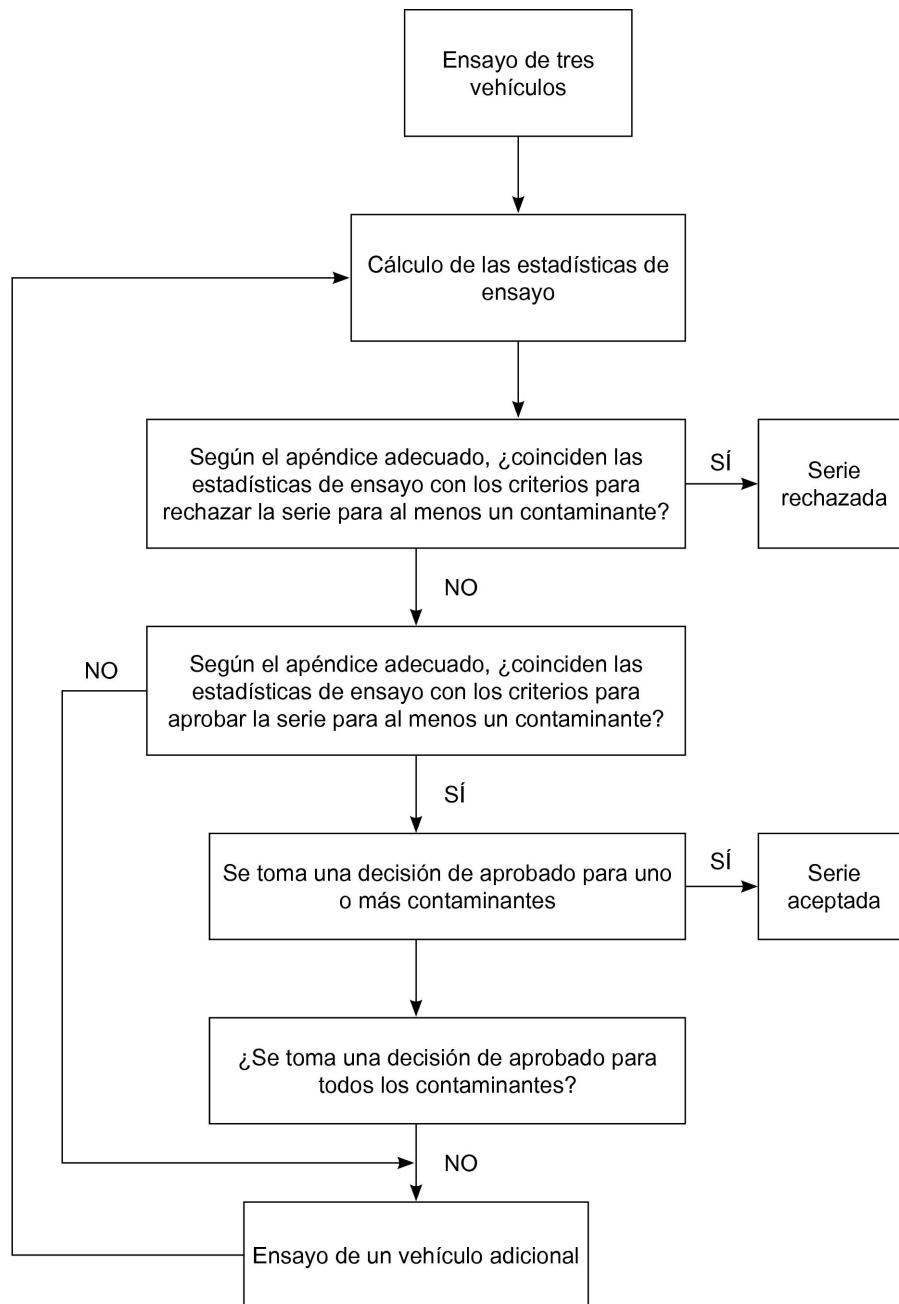 Ensayo de tres
vehículos
Cálculo de las estadísticas de
ensayo
Según el apéndice adecuado, ¿coinciden las
estadísticas de ensayo con los criterios para
rechazar la serie para al menos un contaminante?
SÍ
Serie
rechazada
NO
NO
Según el apéndice adecuado, ¿coinciden las
estadísticas de ensayo con los criterios para
aprobar la serie para al menos un contaminante?
SÍ
Se toma una decisión de aprobado para uno
o más contaminantes
SÍ
Serie
aceptada
¿Se toma una decisión de aprobado para
todos los contaminantes?
NO
Ensayo de un vehículo adicional